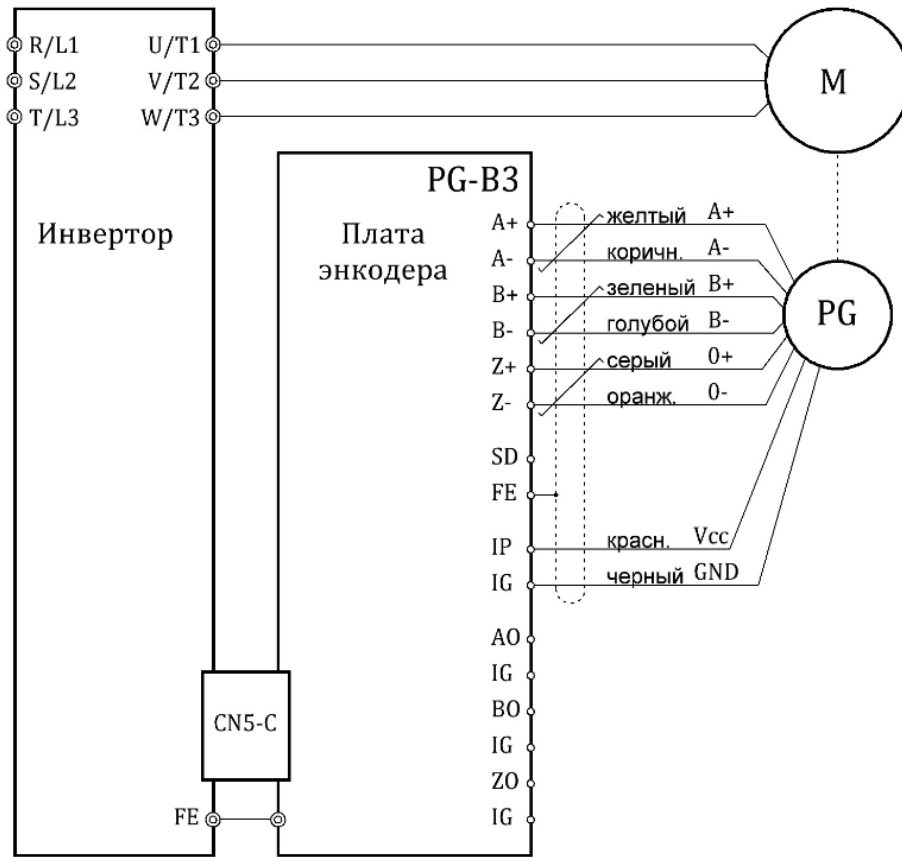 R/L1 U/T1
S/L2 V/T2
T/L3 W/T3
M
Инвертор
PG-B3
Плата
энкодера
A+ желтый A+
A- коричн. A-
B+ зеленый B+
B- голубой B-
Z+ серый 0+
Z- оранж. 0-
PG
SD
FE
IP красн. Vcc
IG черный GND
AO
IG
BO
IG
ZO
IG
CN5-C
FE